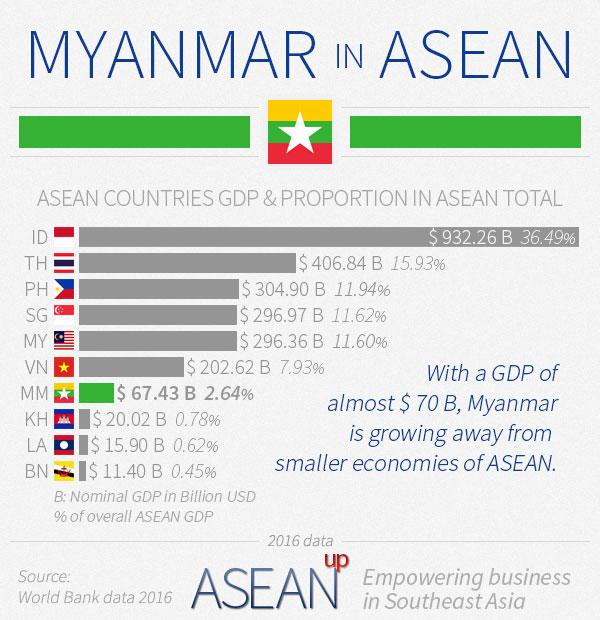 MYANMAR IN ASEAN
ASEAN COUNTRIES GDP & PROPORTION IN ASEAN TOTAL
ID $ 932.26 B 36.49%
TH $ 406.84 B 15.93%
PH $ 304.90 B 11.94%
SG $ 296.97 B 11.62%
MY $ 296.36 B 11.60%
VN $ 202.62 B 7.93%
MM $ 67.43 B 2.64%
KH $ 20.02 B 0.78%
LA $ 15.90 B 0.62%
BN $ 11.40 B 0.45%
With a GDP of
almost $ 70 B, Myanmar
is growing away from
smaller economies of ASEAN.
B: Nominal GDP in Billion USD
% of overall ASEAN GDP
2016 data
Source:
World Bank data 2016
ASEAN up
Empowering business
in Southeast Asia